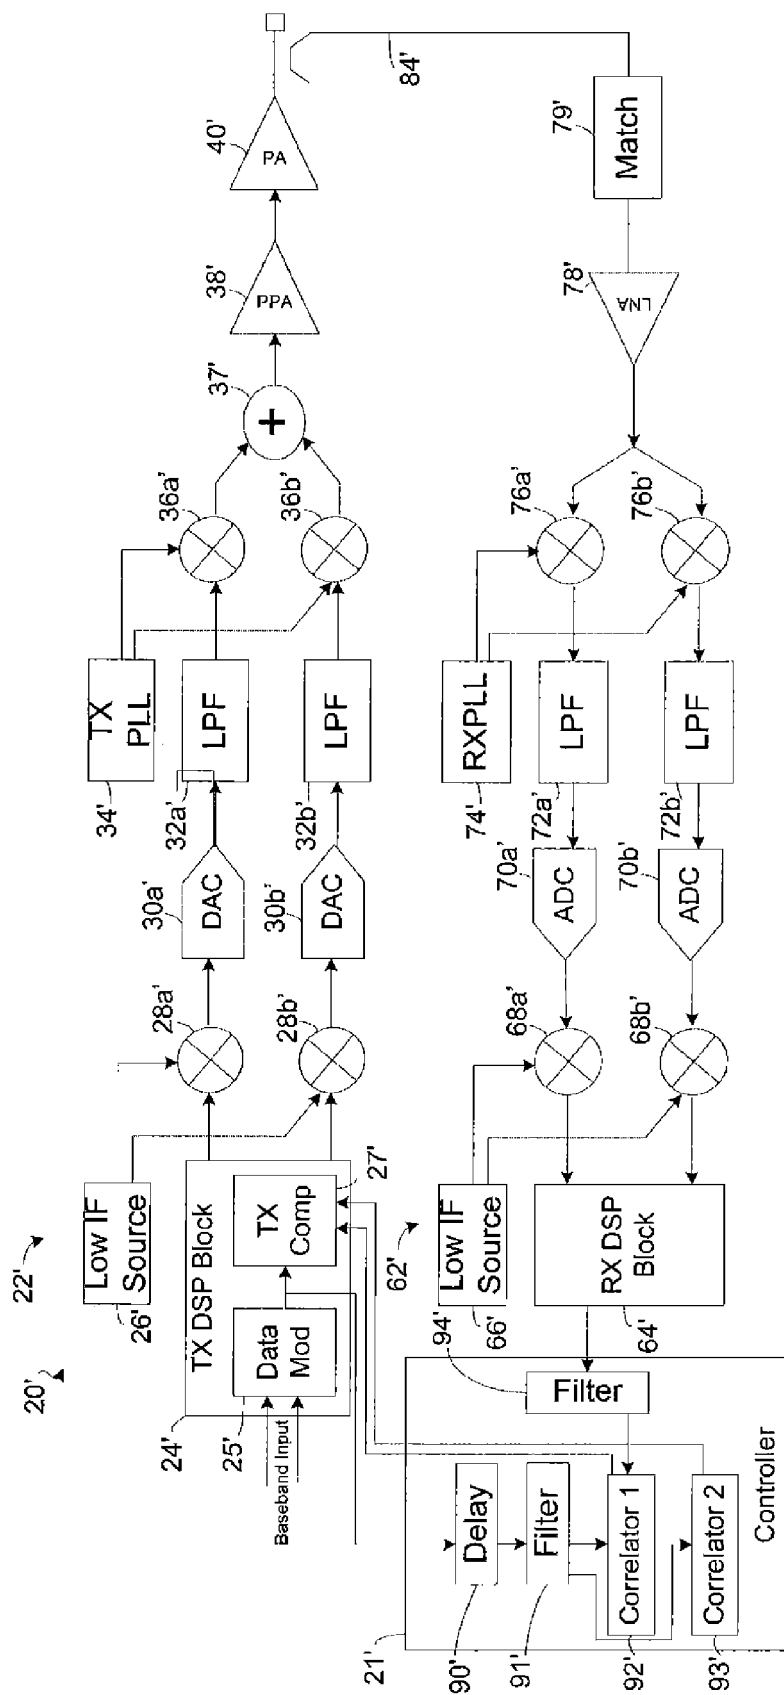 20'
22'
Low IF
Source
26'
TX DSP Block
24'
Data
Mod
25'
TX
Comp
27'
Baseband Input
28a'
28b'
DAC
30a'
DAC
30b'
TX
PLL
34'
LPF
32a'
LPF
32b'
36a'
36b'
+
37'
PPA
38'
PA
40'
84'
Match
79'
LNA
78'
76a'
76b'
RXPLL
74'
LPF
72a'
LPF
72b'
ADC
70a'
ADC
70b'
68a'
68b'
62'
Low IF
Source
66'
RX DSP
Block
64'
Filter
94'
Delay
90'
Filter
91'
Correlator 1
92'
Correlator 2
93'
Controller
21'